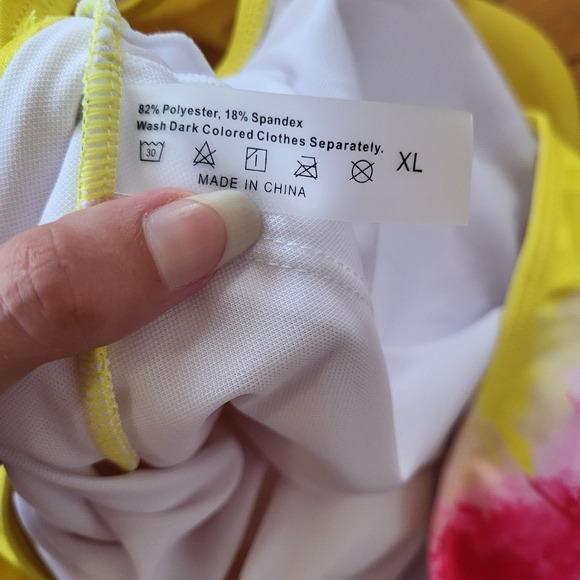 82% Polyester, 18% Spandex
Wash Dark Colored Clothes Separately.
30
XL
MADE IN CHINA